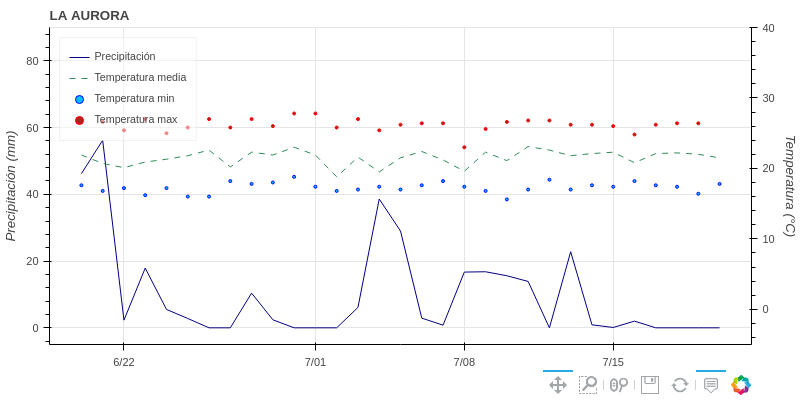 LA AURORA
Precipitación
Temperatura media
Temperatura min
Temperatura max
Precipitación (mm)
80
60
40
20
0
Temperatura (°C)
40
30
20
10
0
6/22
7/01
7/08
7/15